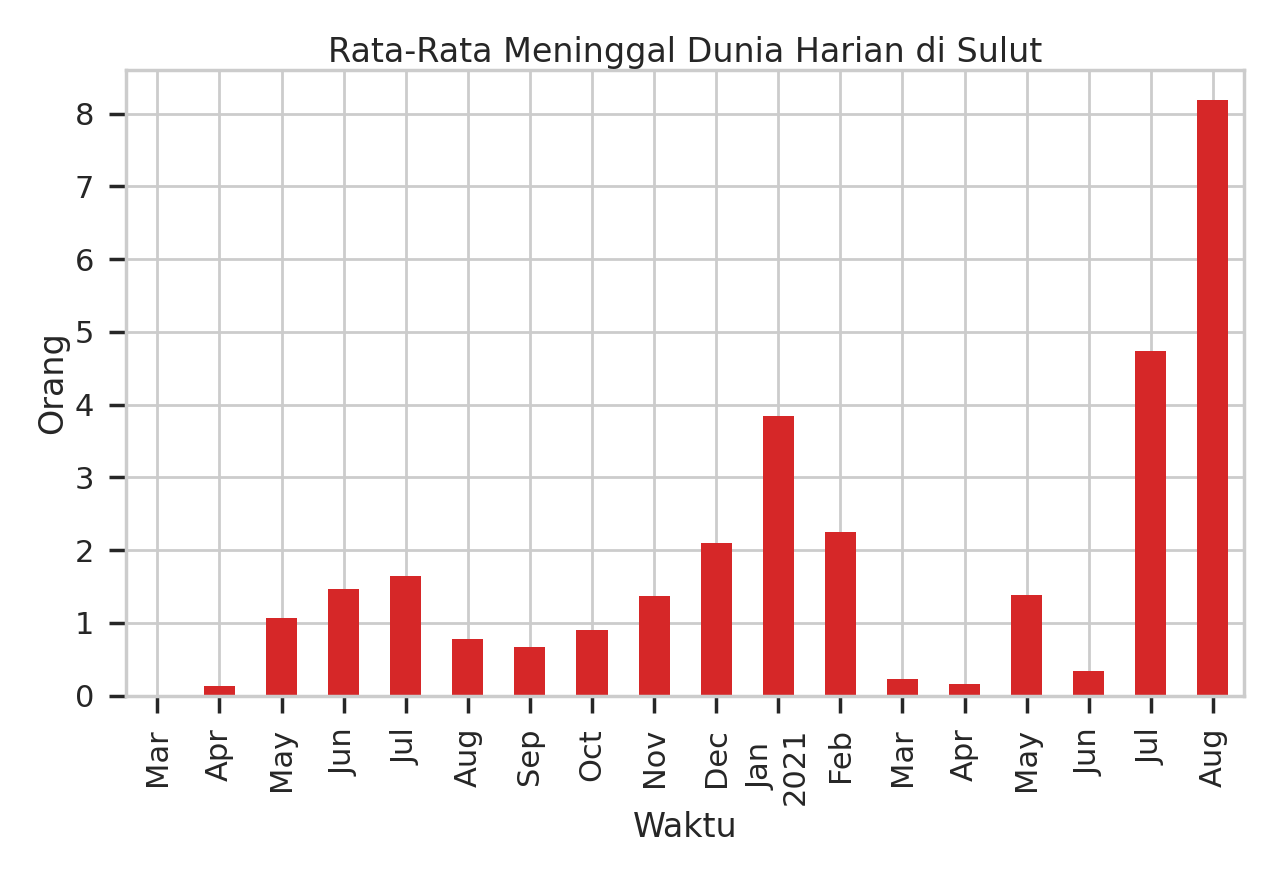 Rata-Rata Meninggal Dunia Harian di Sulut
8
7
6
5
4
3
2
1
0
Orang
Mar
Apr
May
Jun
Jul
Aug
Sep
Oct
Nov
Dec
Jan
2021
Feb
Mar
Apr
May
Jun
Jul
Aug
Waktu